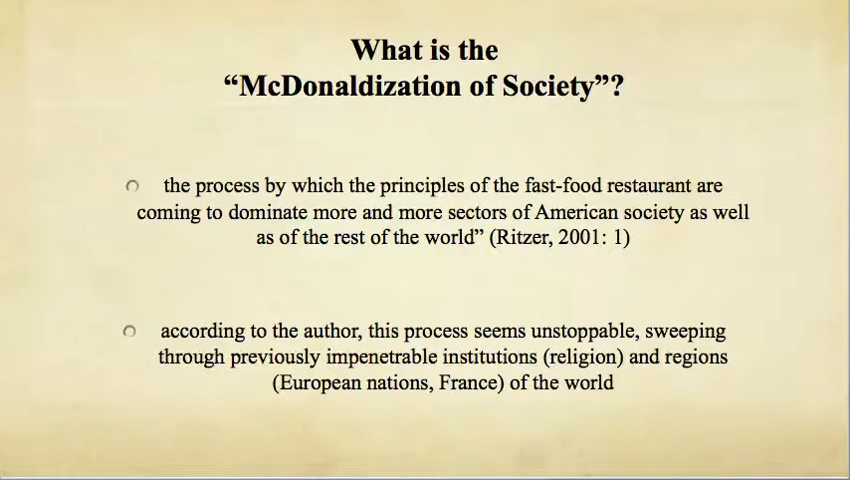 What is the
“McDonaldization of Society”?
the process by which the principles of the fast-food restaurant are
coming to dominate more and more sectors of American society as well
as of the rest of the world” (Ritzer, 2001: 1)
according to the author, this process seems unstoppable, sweeping
through previously impenetrable institutions (religion) and regions
(European nations, France) of the world